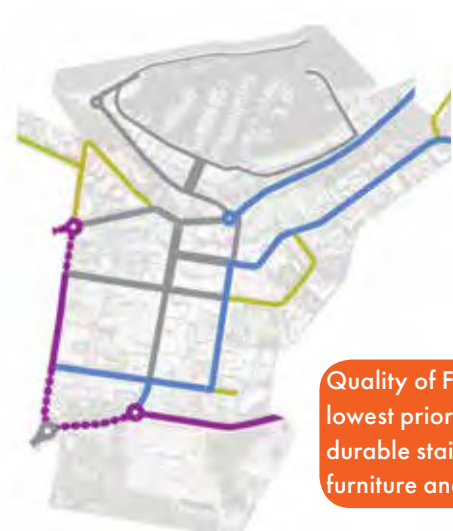 Quality of F
lowest prior
durable stai
furniture an